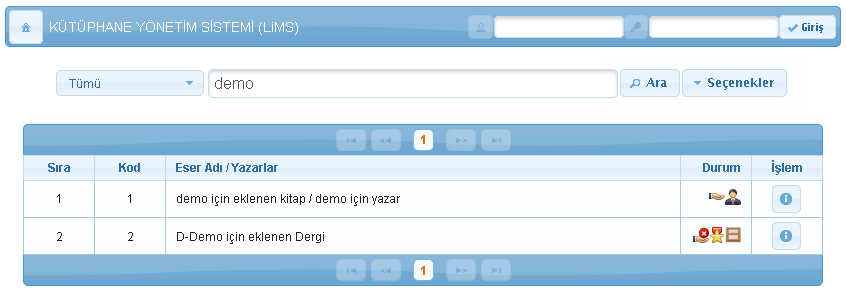 KÜTÜPHANE YÖNETİM SİSTEMİ (LiMS) Giriş
Tümü demo Ara Seçenekler
1
Sıra Kod Eser Adı / Yazarlar Durum İşlem
1 1 demo için eklenen kitap / demo için yazar
2 2 D-Demo için eklenen Dergi
1